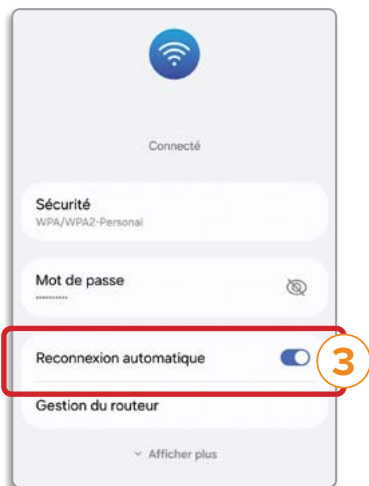 Connecté
Sécurité
WPA/WPA2-Personal
Mot de passe
••••••••••
Reconnexion automatique
3
Gestion du routeur
Afficher plus